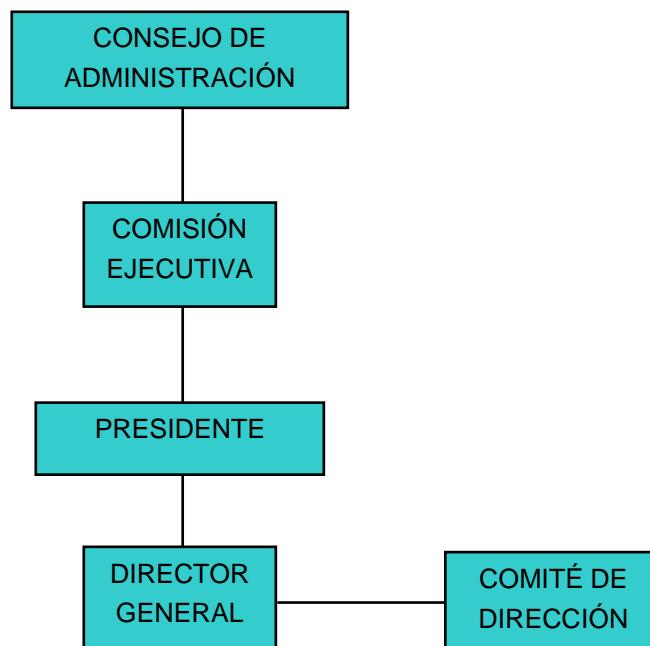 CONSEJO DE
ADMINISTRACIÓN
COMISIÓN
EJECUTIVA
PRESIDENTE
DIRECTOR
GENERAL
COMITÉ DE
DIRECCIÓN